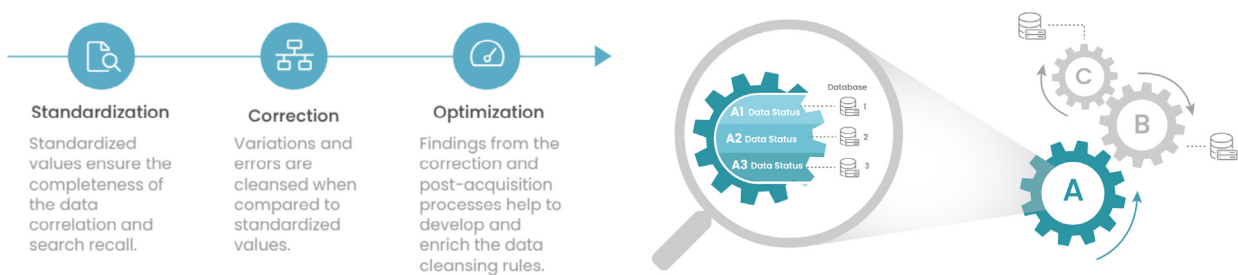 Standardization
Standardized
values ensure the
completeness of
the data
correlation and
search recall.
Correction
Variations and
errors are
cleansed when
compared to
standardized
values.
Optimization
Findings from the
correction and
post-acquisition
processes help to
develop and
enrich the data
cleansing rules.
Database
A1 Data Status
1
A2 Data Status
2
A3 Data Status
3
C
B
A